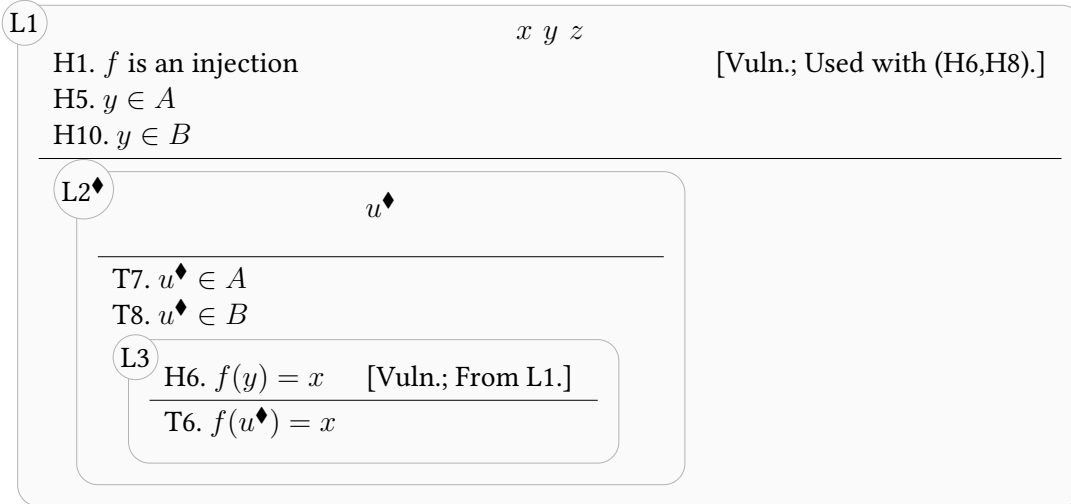 L1
x y z
H1. f is an injection [Vuln.; Used with (H6,H8).]
H5. y ∈ A
H10. y ∈ B
L2♦
u♦
T7. u♦ ∈ A
T8. u♦ ∈ B
L3
H6. f(y) = x [Vuln.; From L1.]
T6. f(u♦) = x